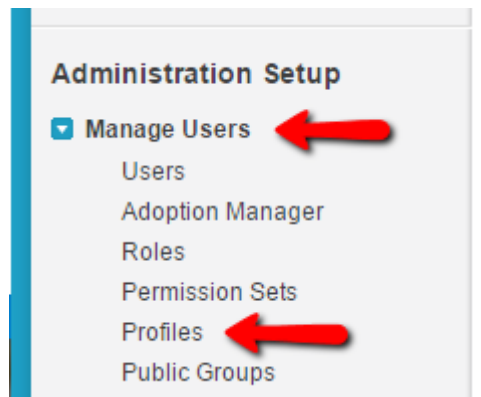 Administration Setup
Manage Users
Users
Adoption Manager
Roles
Permission Sets
Profiles
Public Groups